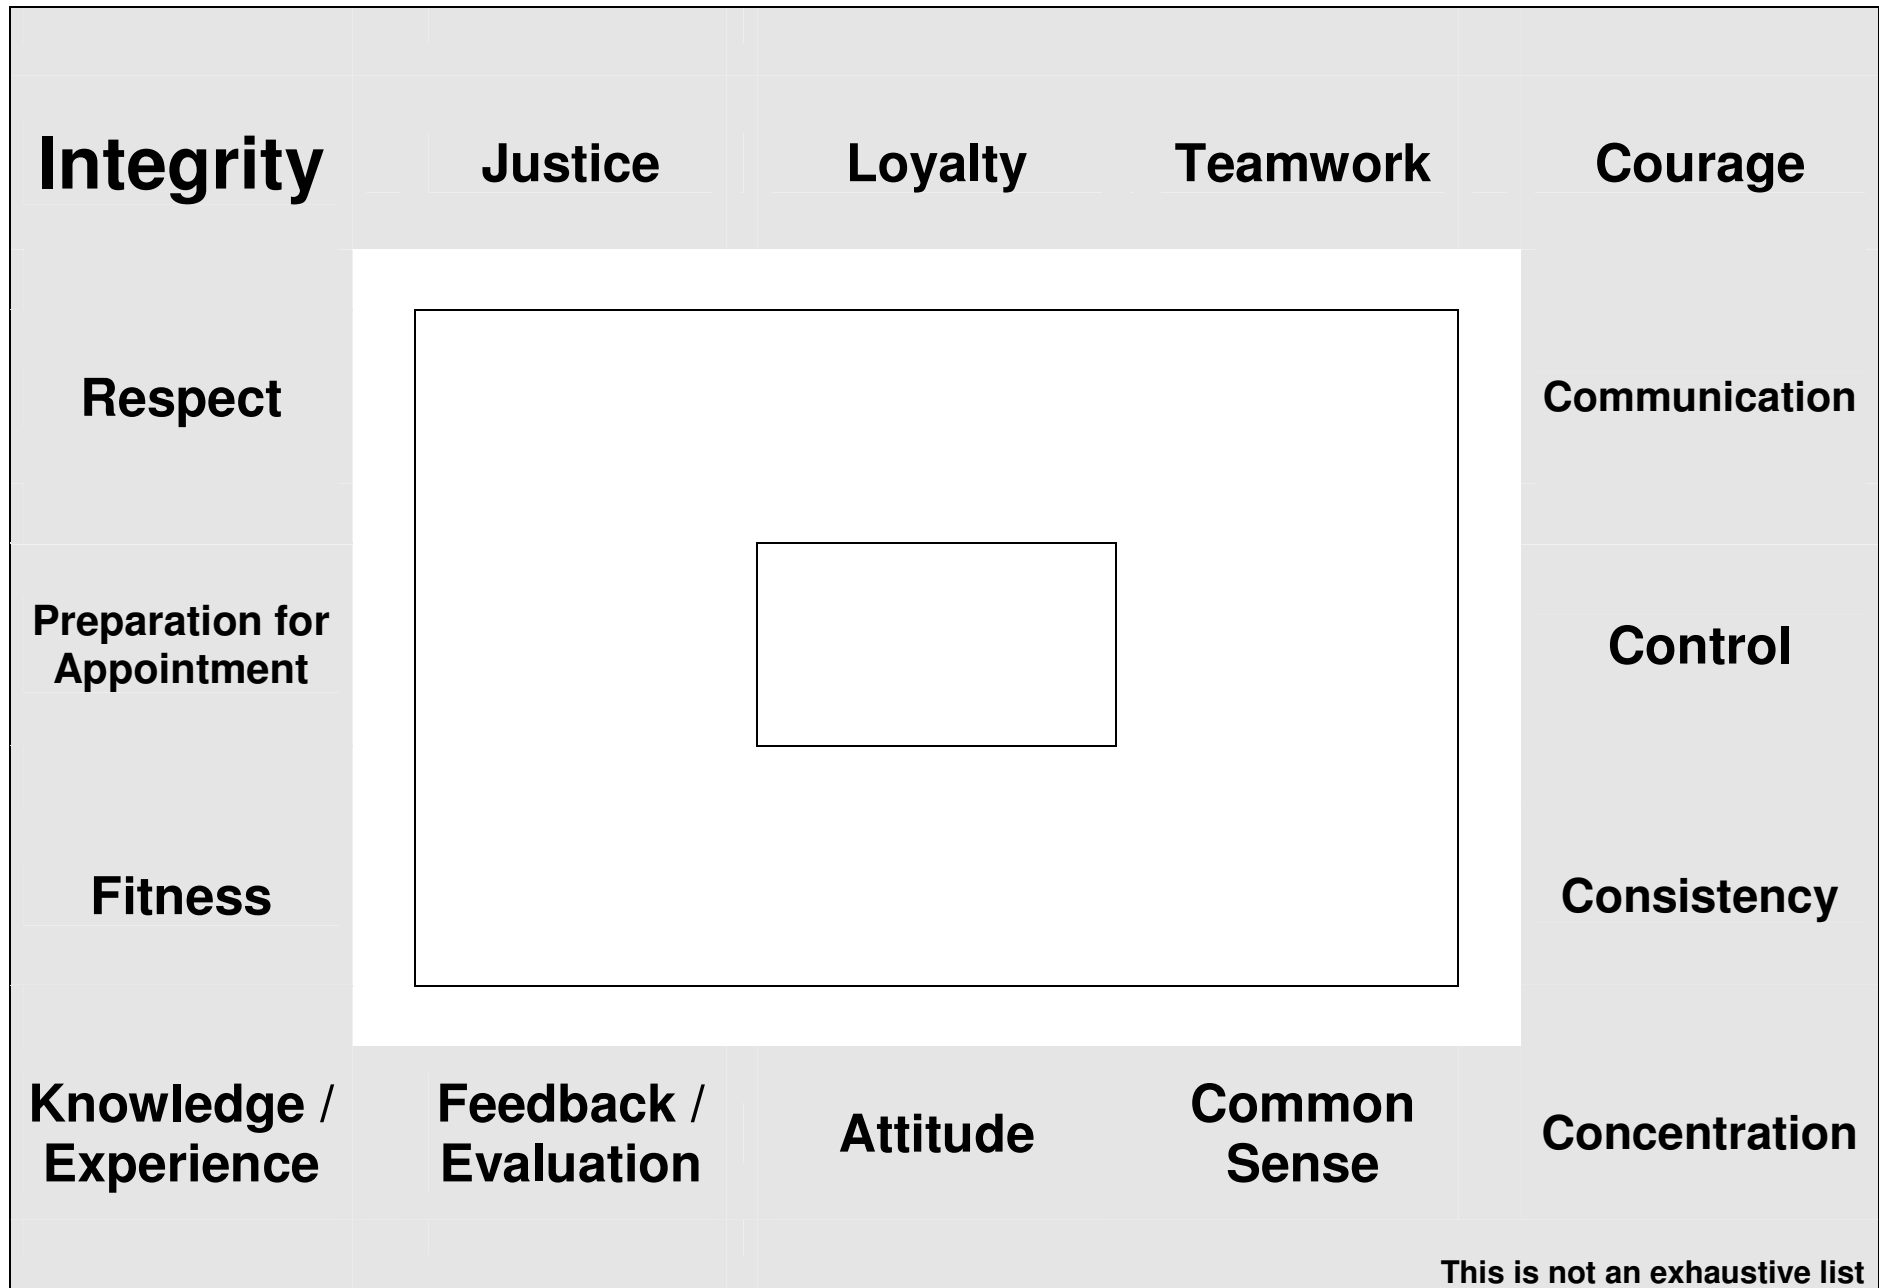 Integrity Justice Loyalty Teamwork Courage
Respect Communication
Preparation for
Appointment
Control
Fitness Consistency
Knowledge /
Experience
Feedback /
Evaluation
Attitude
Common
Sense
Concentration
This is not an exhaustive list